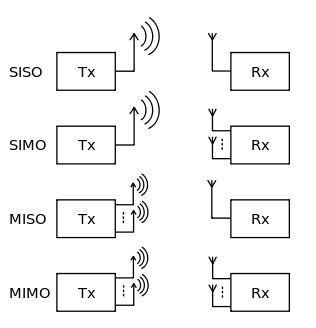 SISO Tx Rx
SIMO Tx Rx
MISO Tx Rx
MIMO Tx Rx